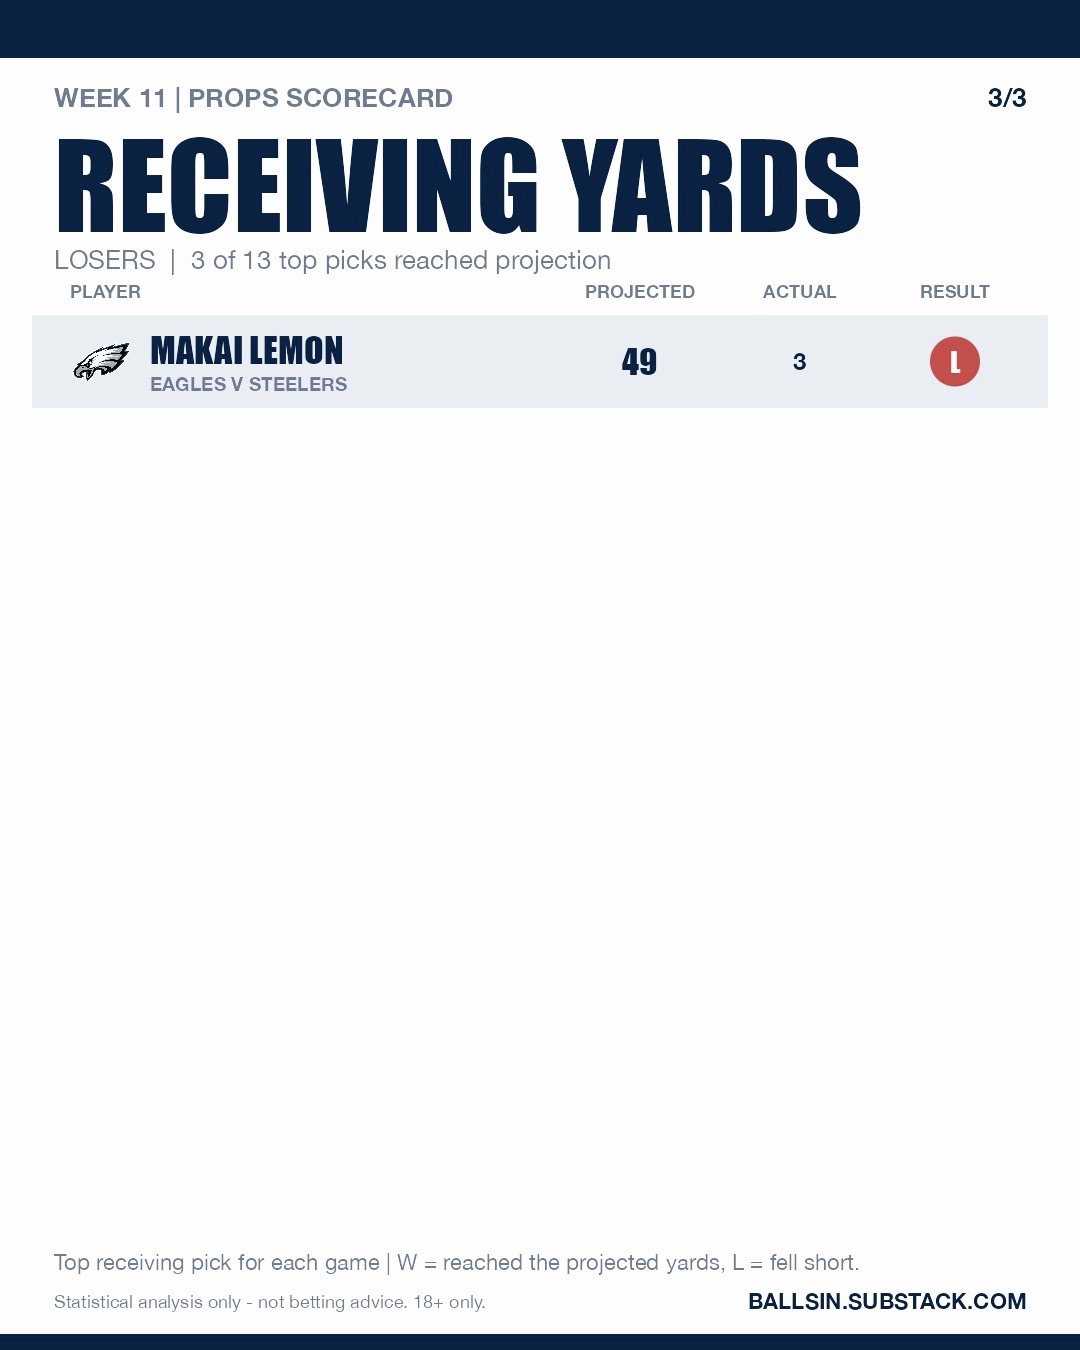 WEEK 11 | PROPS SCORECARD 3/3
RECEIVING YARDS
LOSERS | 3 of 13 top picks reached projection
PLAYER PROJECTED ACTUAL RESULT
MAKAI LEMON 49 3 L
EAGLES V STEELERS
Top receiving pick for each game | W = reached the projected yards, L = fell short.
Statistical analysis only - not betting advice. 18+ only. BALLSIN.SUBSTACK.COM